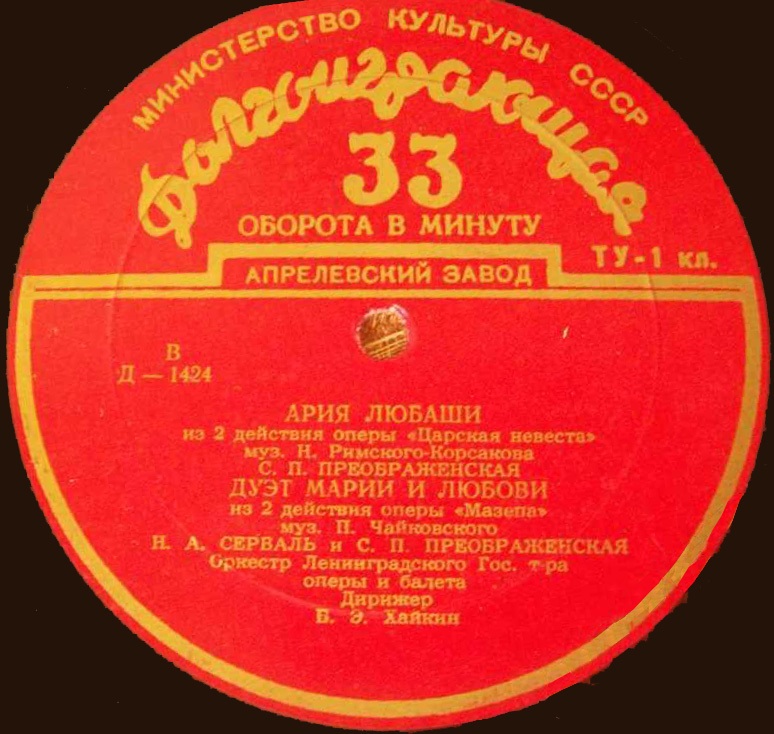 МИНИСТЕРСТВО КУЛЬТУРЫ СССР
Долгоиграющая
33
ОБОРОТА В МИНУТУ
ТУ-1 кл.
АПРЕЛЕВСКИЙ ЗАВОД
В
Д — 1424
АРИЯ ЛЮБАШИ
из 2 действия оперы «Царская невеста»
муз. Н. Римского-Корсакова
С. П. ПРЕОБРАЖЕНСКАЯ
ДУЭТ МАРИИ И ЛЮБОВИ
из 2 действия оперы «Мазепа»
муз. П. Чайковского
Н. А. СЕРВАЛЬ и С. П. ПРЕОБРАЖЕНСКАЯ
Оркестр Ленинградского Гос. т-ра
оперы и балета
Дирижер
Б. Э. Хайкин